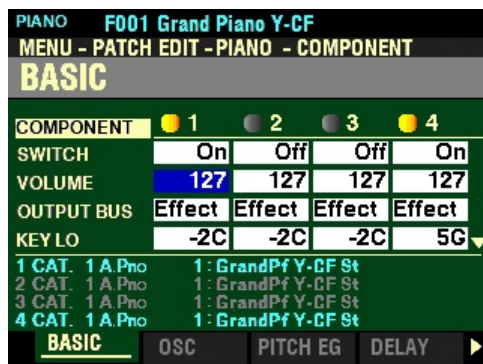 PIANO F001 Grand Piano Y-CF
MENU - PATCH EDIT - PIANO - COMPONENT
BASIC
COMPONENT 1 2 3 4
SWITCH On Off Off On
VOLUME 127 127 127 127
OUTPUT BUS Effect Effect Effect Effect
KEY LO -2C -2C -2C 5G
1 CAT. 1 A.Pno 1 : GrandPf Y-CF St
2 CAT. 1 A.Pno 1 : GrandPf Y-CF St
3 CAT. 1 A.Pno 1 : GrandPf Y-CF St
4 CAT. 1 A.Pno 1 : GrandPf Y-CF St
BASIC OSC PITCH EG DELAY